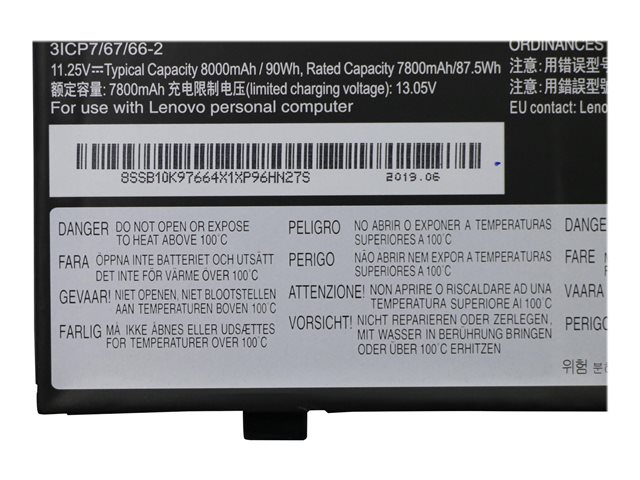 3ICP7/67/66-2
11.25V⎓Typical Capacity 8000mAh / 90Wh, Rated Capacity 7800mAh/87.5Wh
额定容量: 7800mAh 充电限制电压(limited charging voltage): 13.05V
For use with Lenovo personal computer
ORDINANCES
注意:用错误型
注意:用錯誤型號
EU contact: Leno
8SSB10K97664X1XP96HN27S
2019.06
DANGER DO NOT OPEN OR EXPOSE
TO HEAT ABOVE 100°C
FARA ÖPPNA INTE BATTERIET OCH UTSÄTT
DET INTE FÖR VÄRME ÖVER 100°C
GEVAAR! NIET OPENEN, NIET BLOOTSTELLEN
AAN TEMPERATUREN BOVEN 100°C
FARLIG MÅ IKKE ÅBNES ELLER UDSÆTTES
FOR TEMPERATURER OVER 100°C
PELIGRO NO ABRIR O EXPONER A TEMPERATURAS
SUPERIORES A 100°C
PERIGO NÃO ABRIR NEM EXPOR A TEMPERATURAS
SUPERIORES A 100°C
ATTENZIONE! NON APRIRE O RISCALDARE AD UNA
TEMPERATURA SUPERIORE AI 100°C
VORSICHT! NICHT REPARIEREN ODER ZERLEGEN,
MIT WASSER IN BERÜHRUNG BRINGEN
ODER ÜBER 100°C ERHITZEN
DANGE
FARE
VAARA
PERIGO
위험 분해